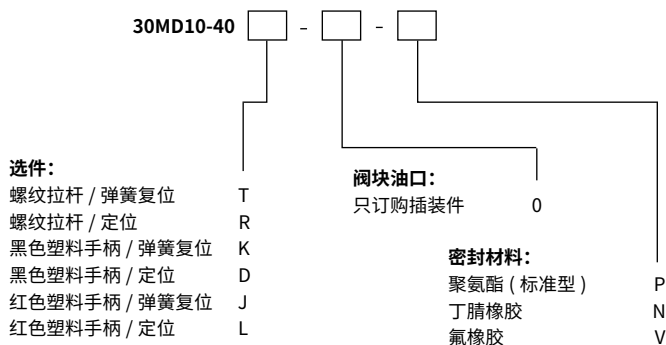 30MD10-40 - -
选件：
螺纹拉杆 / 弹簧复位 T
螺纹拉杆 / 定位 R
黑色塑料手柄 / 弹簧复位 K
黑色塑料手柄 / 定位 D
红色塑料手柄 / 弹簧复位 J
红色塑料手柄 / 定位 L
阀块油口：
只订购插装件 0
密封材料：
聚氨酯 ( 标准型 ) P
丁腈橡胶 N
氟橡胶 V